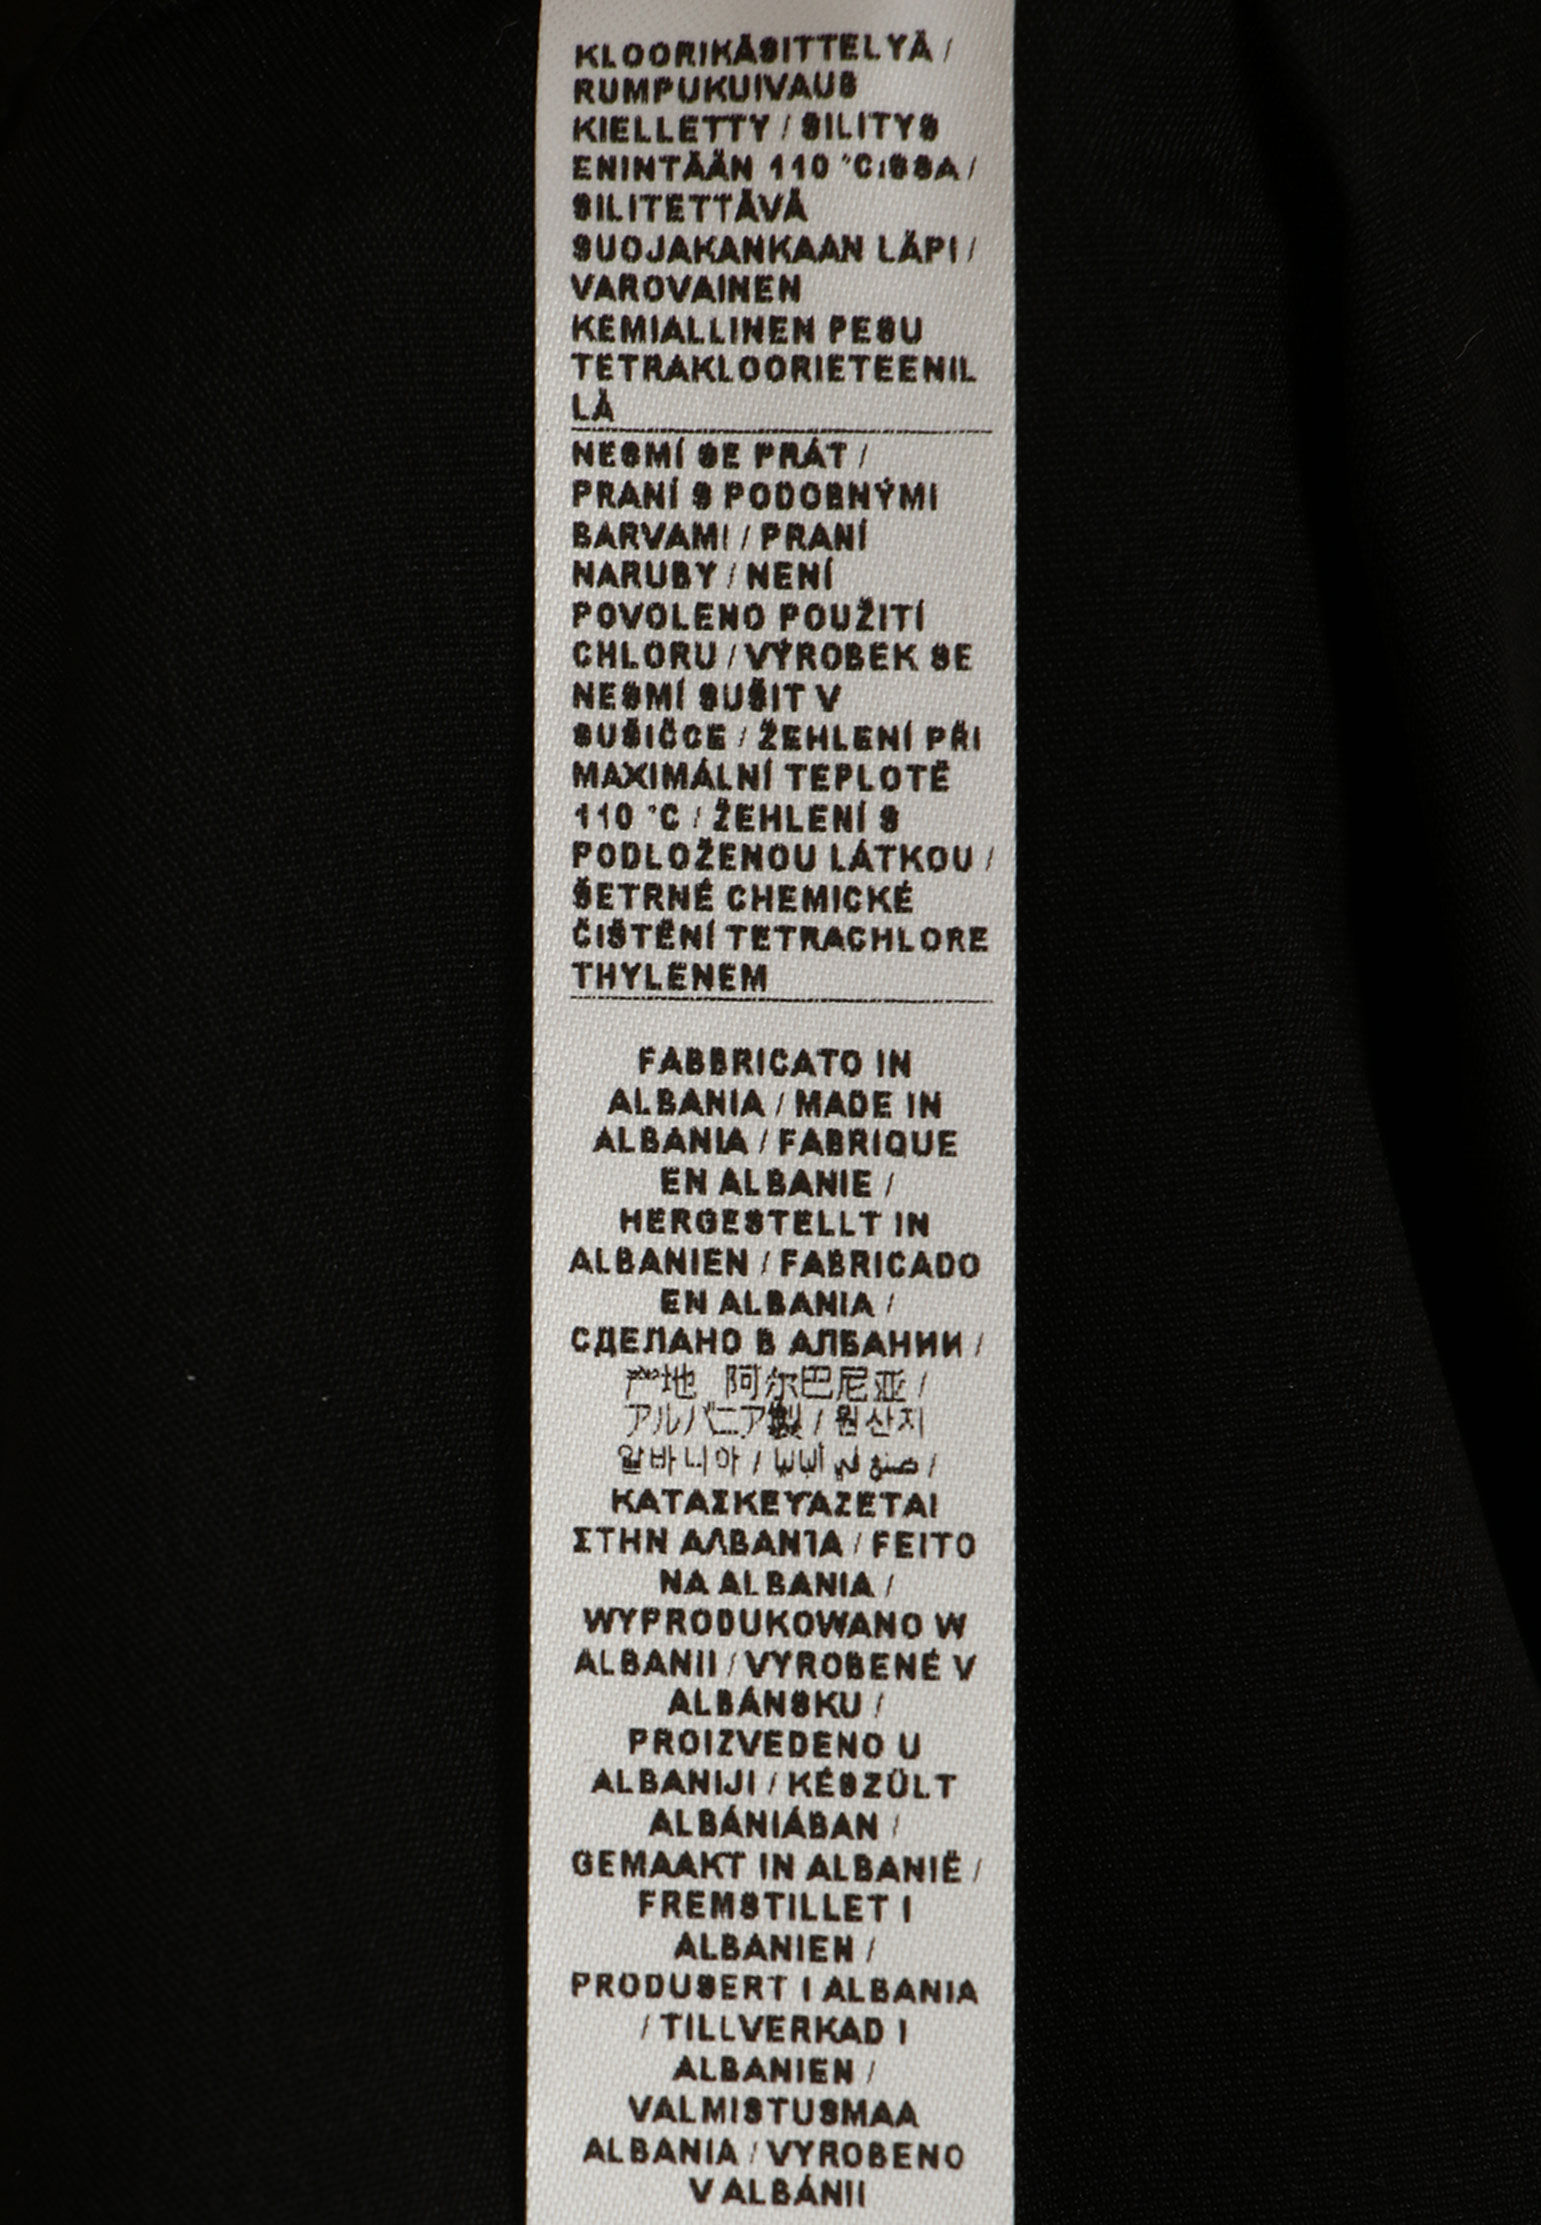 KLOORIKÄSITTELYÄ /
RUMPUKUIVAUS
KIELLETTY / SILITYS
ENINTÄÄN 110 °C:SSA /
SILITETTÄVÄ
SUOJAKANKAAN LÄPI /
VAROVAINEN
KEMIALLINEN PESU
TETRAKLOORIETEENIL
LÄ
NESMÍ SE PRÁT /
PRANÍ S PODOBNÝMI
BARVAMI / PRANÍ
NARUBY / NENÍ
POVOLENO POUŽITÍ
CHLORU / VÝROBEK SE
NESMÍ SUŠIT V
SUŠIČCE / ŽEHLENÍ PŘI
MAXIMÁLNÍ TEPLOTĚ
110 °C / ŽEHLENÍ S
PODLOŽENOU LÁTKOU /
ŠETRNÉ CHEMICKÉ
ČIŠTĚNÍ TETRACHLORE
THYLENEM
FABBRICATO IN
ALBANIA / MADE IN
ALBANIA / FABRIQUE
EN ALBANIE /
HERGESTELLT IN
ALBANIEN / FABRICADO
EN ALBANIA /
СДЕЛАНО В АЛБАНИИ /
产地 阿尔巴尼亚 /
アルバニア製 / 원산지
알바니아 / صنع في ألبانيا /
ΚΑΤΑΣΚΕΥΑΖΕΤΑΙ
ΣΤΗΝ ΑΛΒΑΝΊΑ / FEITO
NA ALBANIA /
WYPRODUKOWANO W
ALBANII / VYROBENÉ V
ALBÁNSKU /
PROIZVEDENO U
ALBANIJI / KÉSZÜLT
ALBÁNIÁBAN /
GEMAAKT IN ALBANIË /
FREMSTILLET I
ALBANIEN /
PRODUSERT I ALBANIA
/ TILLVERKAD I
ALBANIEN /
VALMISTUSMAA
ALBANIA / VYROBENO
V ALBÁNII